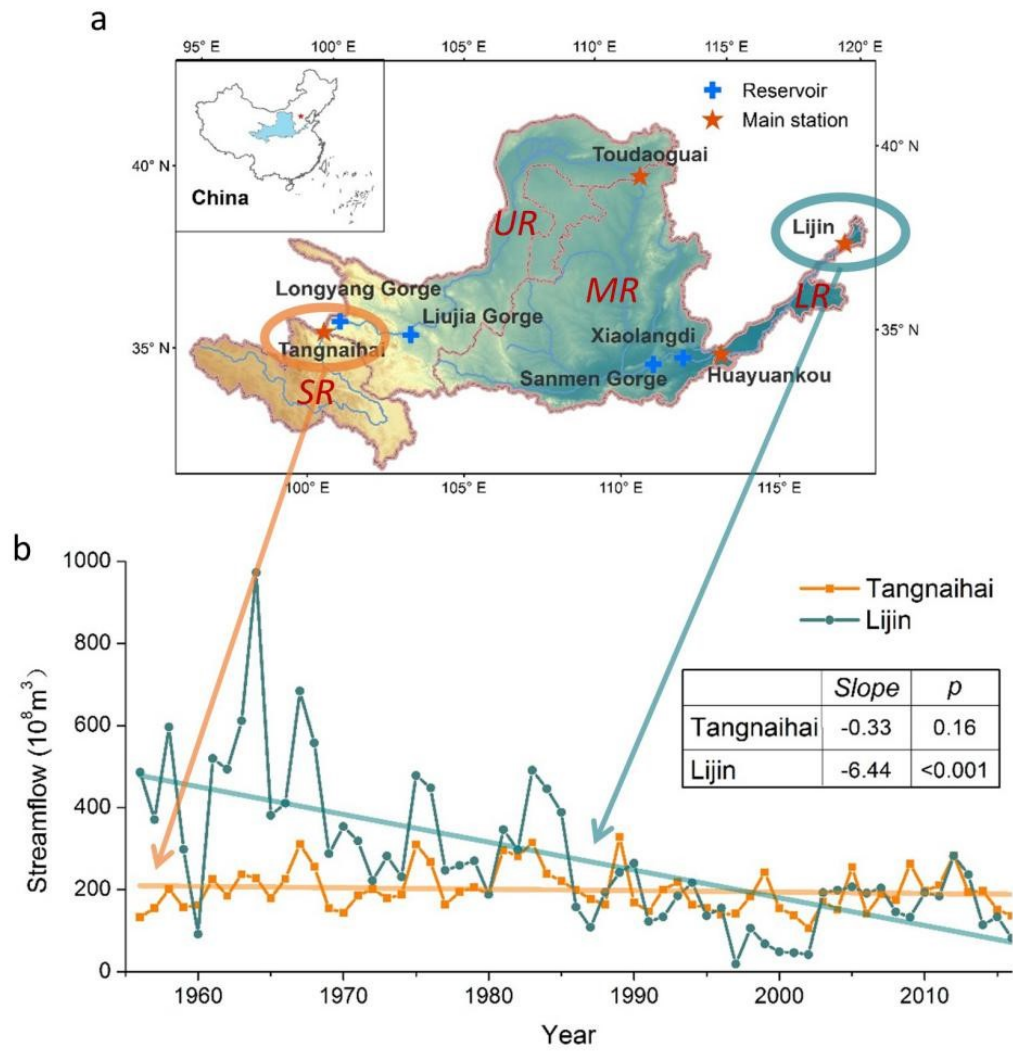 a
95° E 100° E 105° E 110° E 115° E 120° E
Reservoir
Main station
40° N
40° N
China
Toudaoguai
UR
Lijin
Longyang Gorge
MR
LR
Liujia Gorge
Xiaolangdi
35° N
35° N
Tangnaihai
Sanmen Gorge
Huayuankou
SR
100° E 105° E 110° E 115° E
b
1000
800
600
400
200
0
Streamflow (10⁸m³)
Tangnaihai
Lijin
Slope p
Tangnaihai -0.33 0.16
Lijin -6.44 <0.001
1960 1970 1980 1990 2000 2010
Year